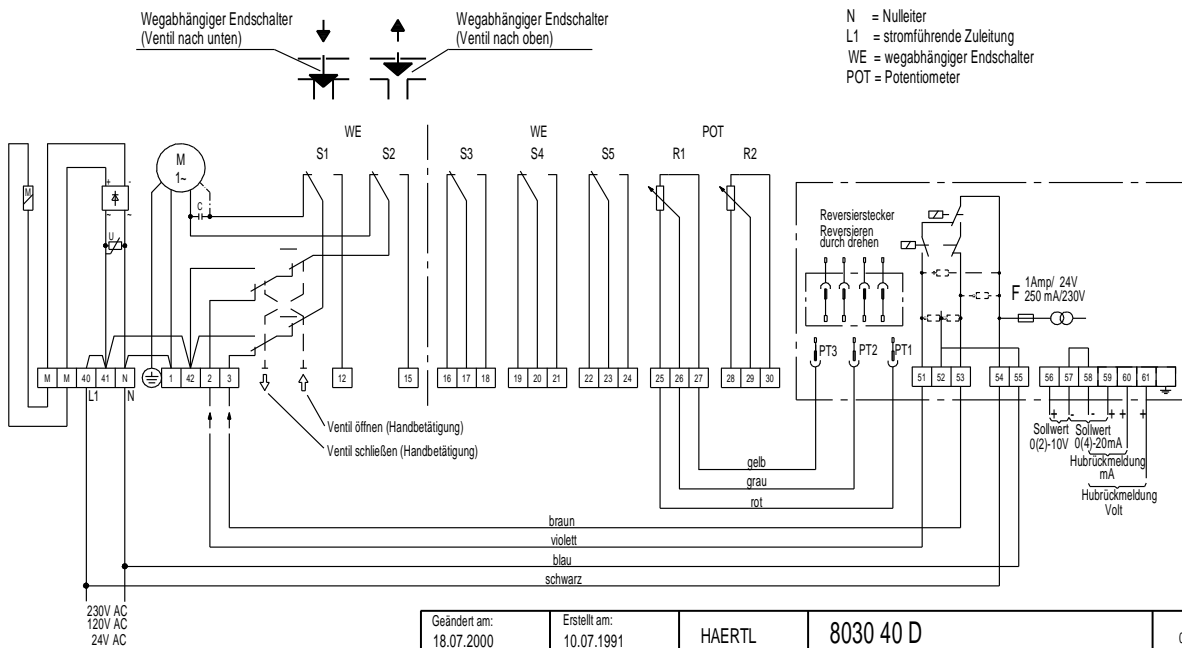 Wegabhängiger Endschalter
(Ventil nach unten)
Wegabhängiger Endschalter
(Ventil nach oben)
N = Nulleiter
L1 = stromführende Zuleitung
WE = wegabhängiger Endschalter
POT = Potentiometer
WE
WE
POT
S1
S2
S3
S4
S5
R1
R2
M
1~
M
+ -
~ ~
U
C
Reversierstecker
Reversieren
durch drehen
F
1Amp/ 24V
250 mA/230V
PT3
PT2
PT1
M M 40 41 N
1 42 2 3
12
15
16 17 18
19 20 21
22 23 24
25 26 27
28 29 30
51 52 53
54 55
56 57 58 59 60 61
L1
N
+ - - + + +
Sollwert
0(2)-10V
Sollwert
0(4)-20mA
Hubrückmeldung
mA
Hubrückmeldung
Volt
Ventil öffnen (Handbetätigung)
Ventil schließen (Handbetätigung)
gelb
grau
rot
braun
violett
blau
schwarz
230V AC
120V AC
24V AC
Geändert am:
18.07.2000
Erstellt am:
10.07.1991
HAERTL
8030 40 D